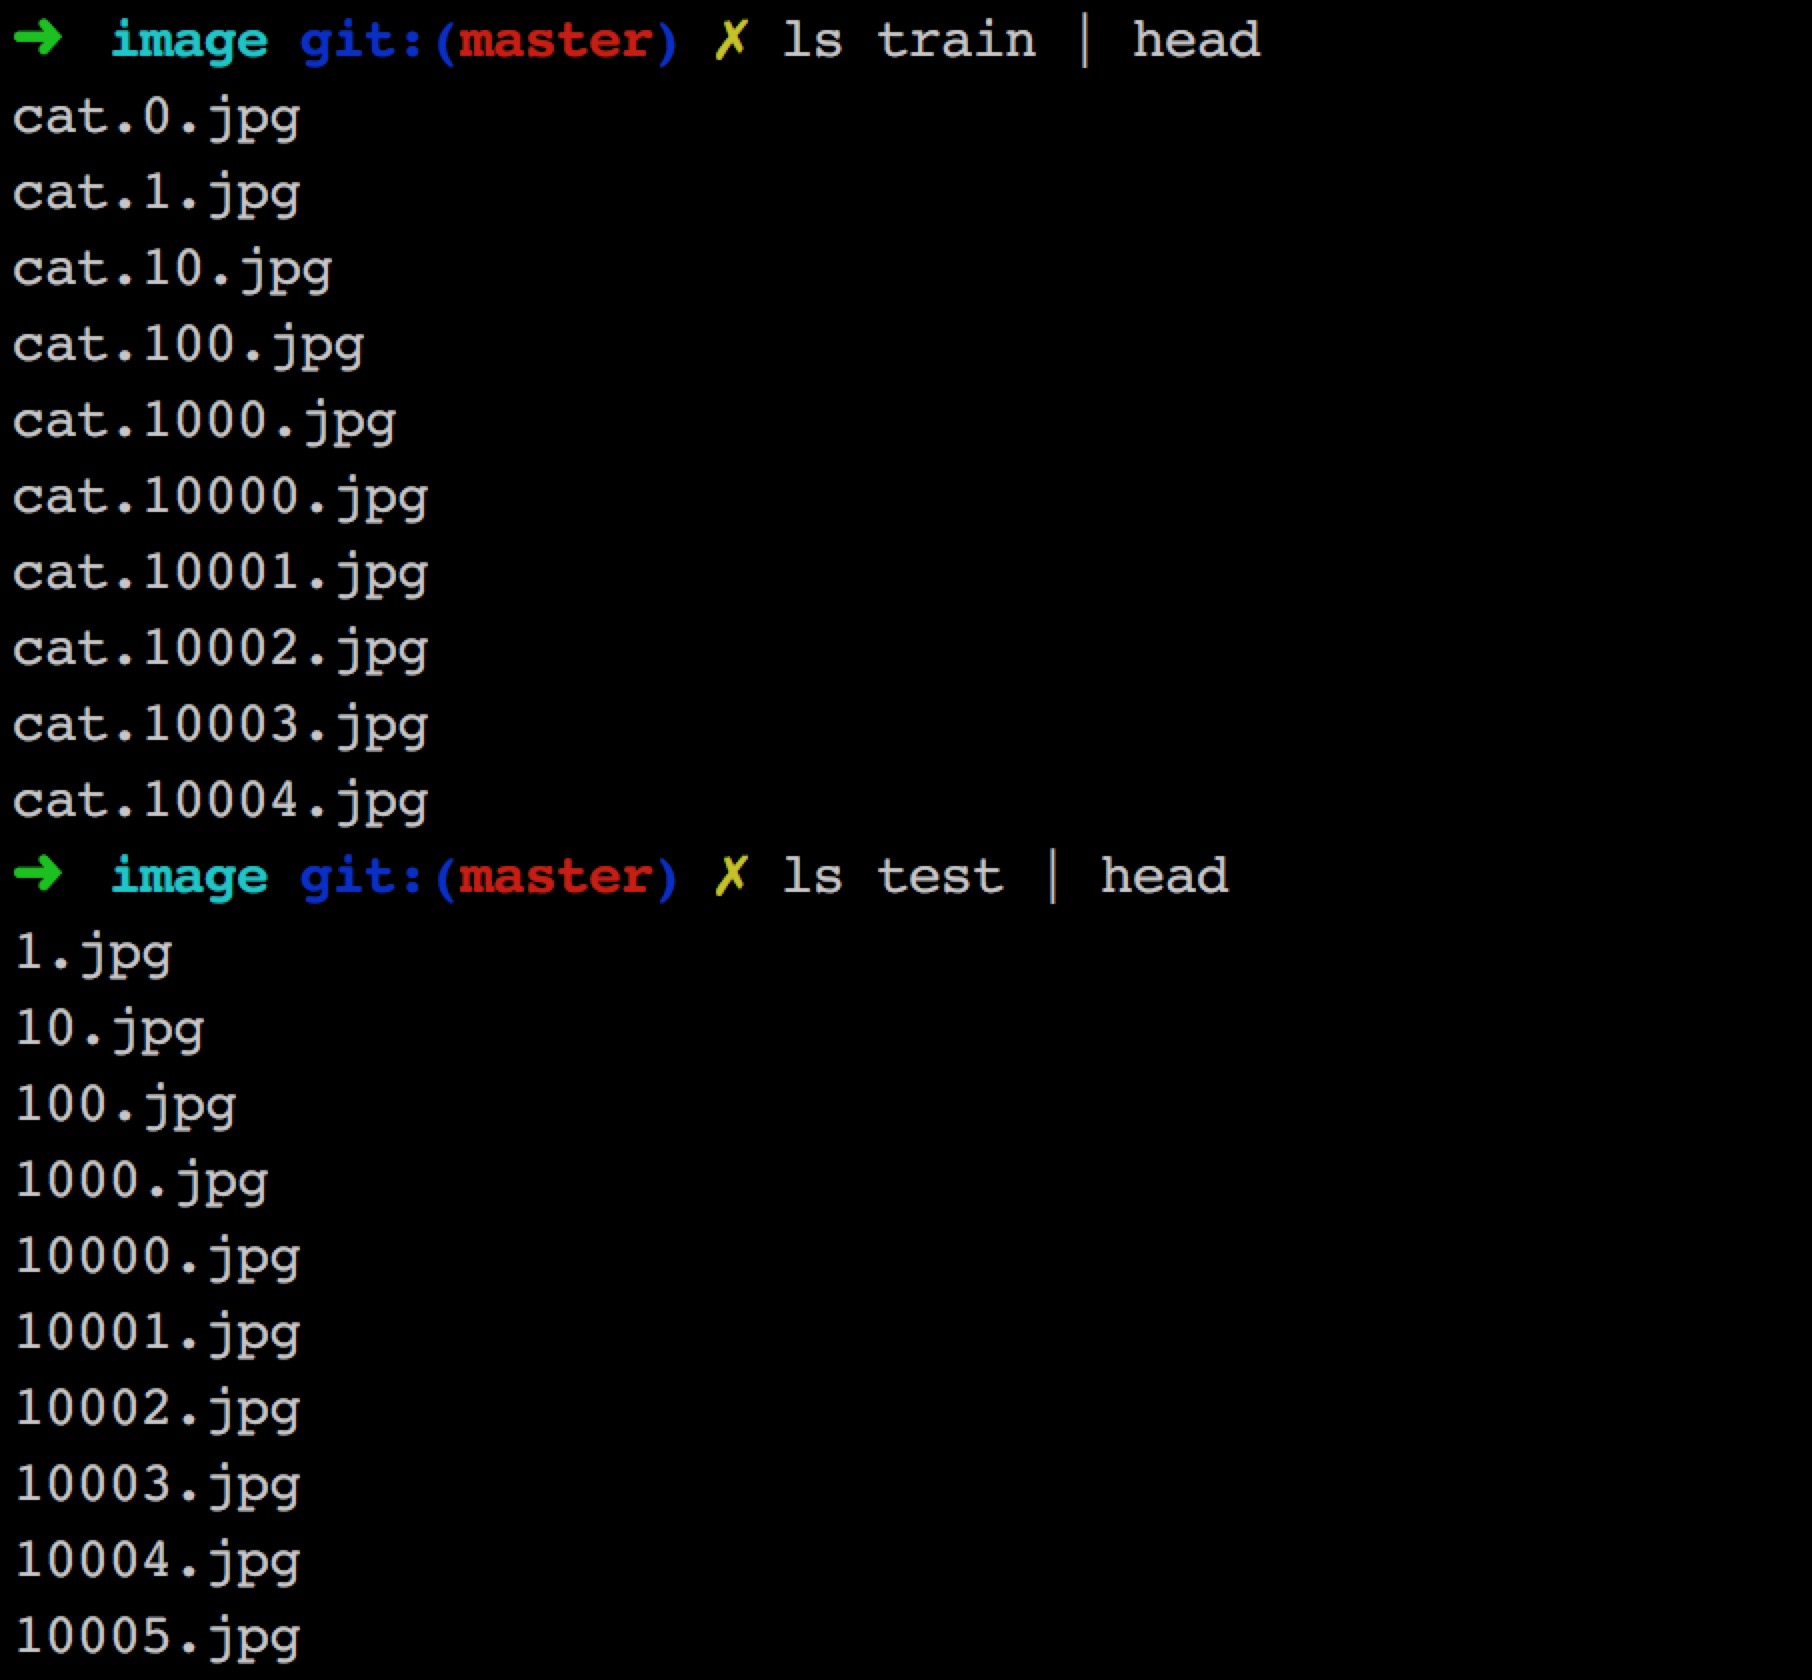 ➜ image git:(master) ✗ ls train | head
cat.0.jpg
cat.1.jpg
cat.10.jpg
cat.100.jpg
cat.1000.jpg
cat.10000.jpg
cat.10001.jpg
cat.10002.jpg
cat.10003.jpg
cat.10004.jpg
➜ image git:(master) ✗ ls test | head
1.jpg
10.jpg
100.jpg
1000.jpg
10000.jpg
10001.jpg
10002.jpg
10003.jpg
10004.jpg
10005.jpg